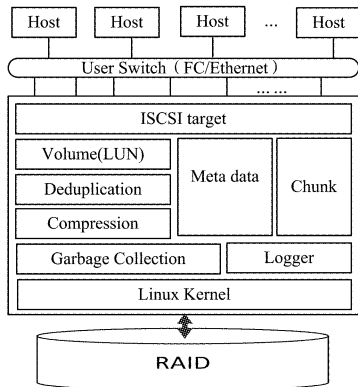 Host Host Host ... Host
User Switch（FC/Ethernet）
... ...
ISCSI target
Volume(LUN)
Deduplication
Compression
Meta data
Chunk
Garbage Collection
Logger
Linux Kernel
RAID